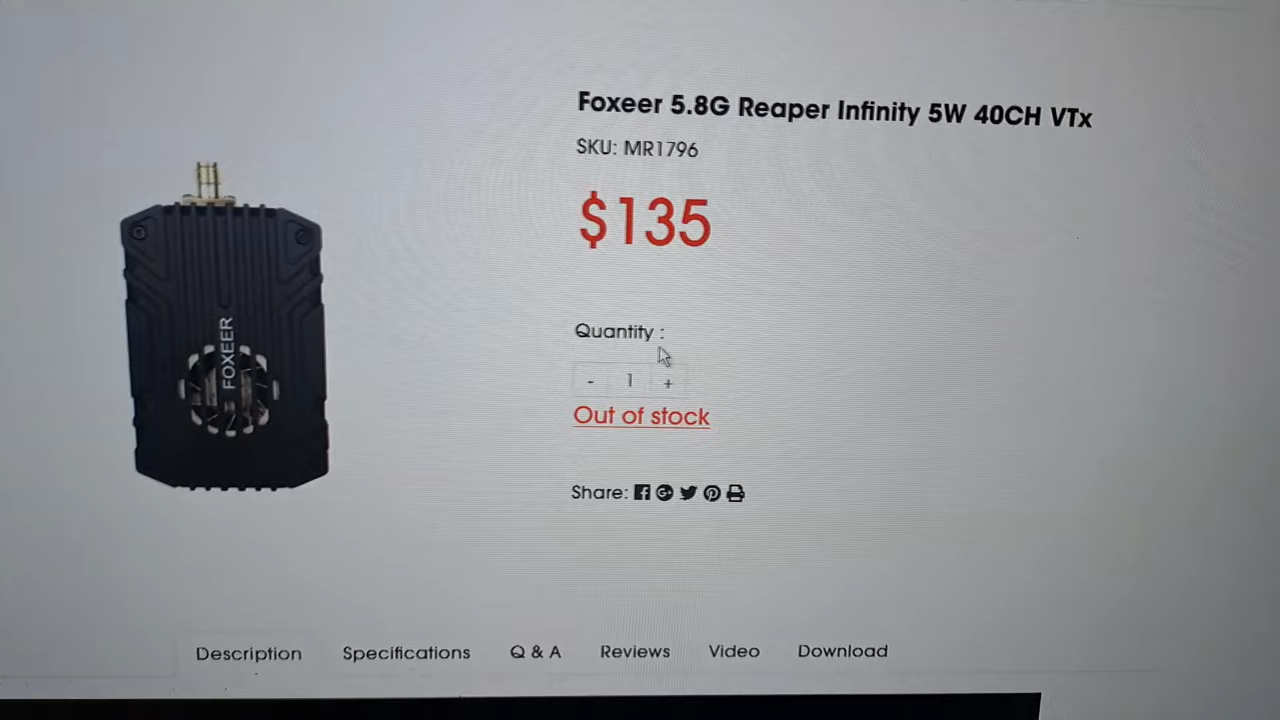 Foxeer 5.8G Reaper Infinity 5W 40CH VTx
SKU: MR1796
$135
FOXEER
Quantity :
- 1 +
Out of stock
Share:
Description Specifications Q & A Reviews Video Download